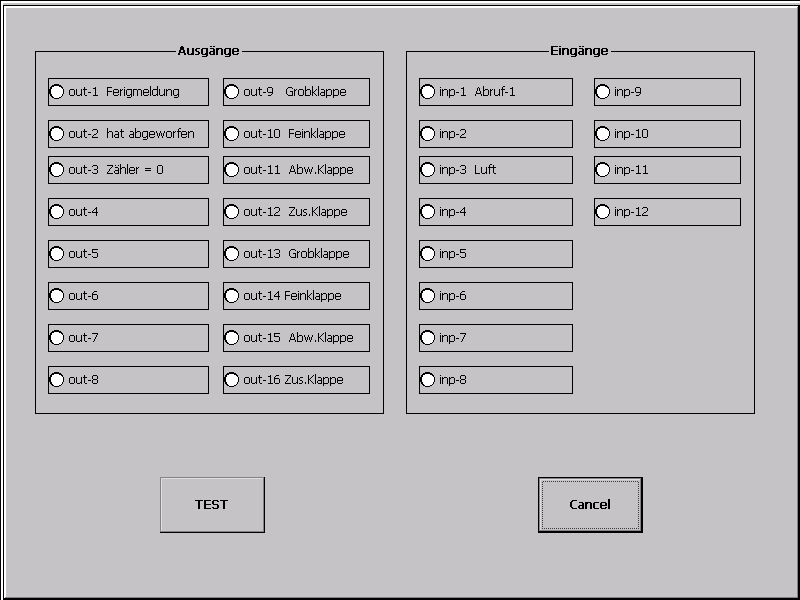 Ausgänge
out-1 Ferigmeldung
out-2 hat abgeworfen
out-3 Zähler = 0
out-4
out-5
out-6
out-7
out-8
out-9 Grobklappe
out-10 Feinklappe
out-11 Abw.Klappe
out-12 Zus.Klappe
out-13 Grobklappe
out-14 Feinklappe
out-15 Abw.Klappe
out-16 Zus.Klappe
Eingänge
inp-1 Abruf-1
inp-2
inp-3 Luft
inp-4
inp-5
inp-6
inp-7
inp-8
inp-9
inp-10
inp-11
inp-12
TEST
Cancel